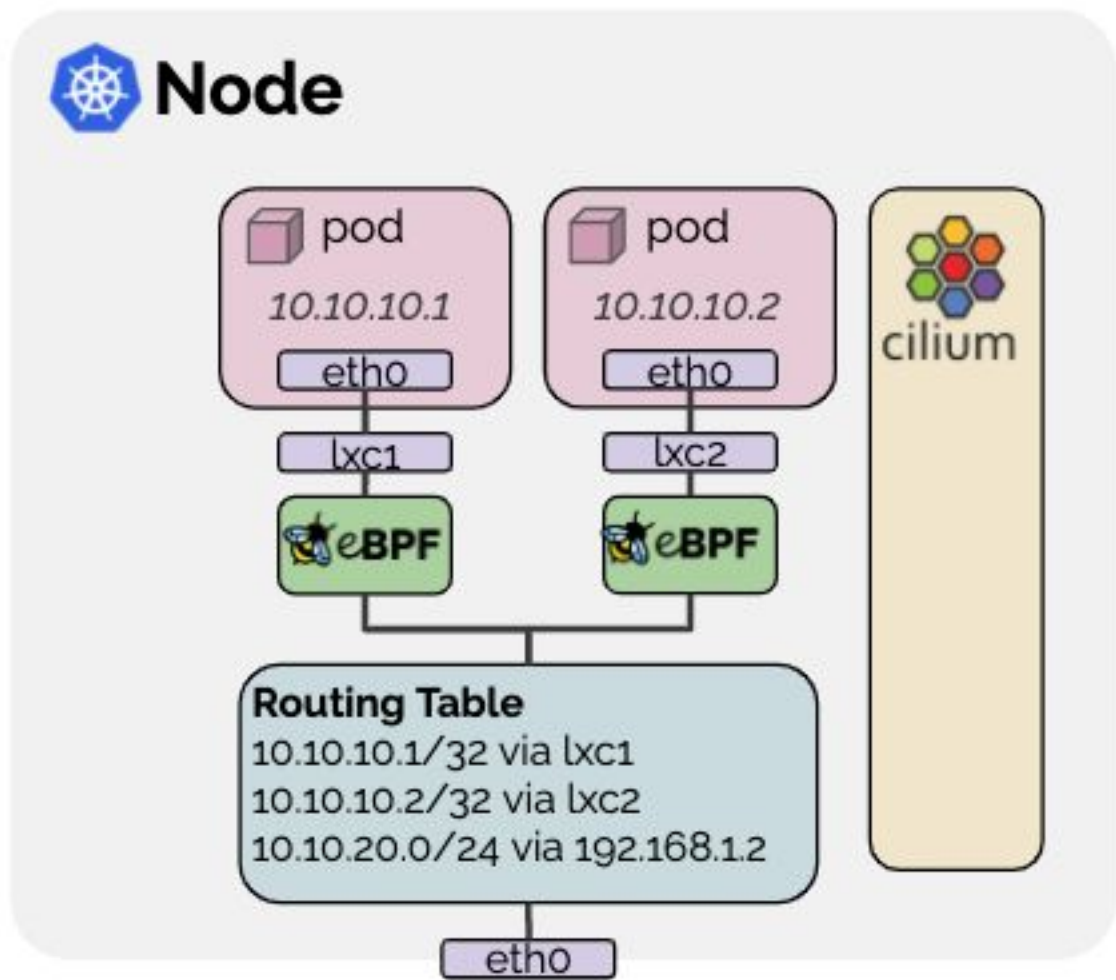 Node
pod
10.10.10.1
eth0
lxc1
eBPF
pod
10.10.10.2
eth0
lxc2
eBPF
cilium
Routing Table
10.10.10.1/32 via lxc1
10.10.10.2/32 via lxc2
10.10.20.0/24 via 192.168.1.2
eth0